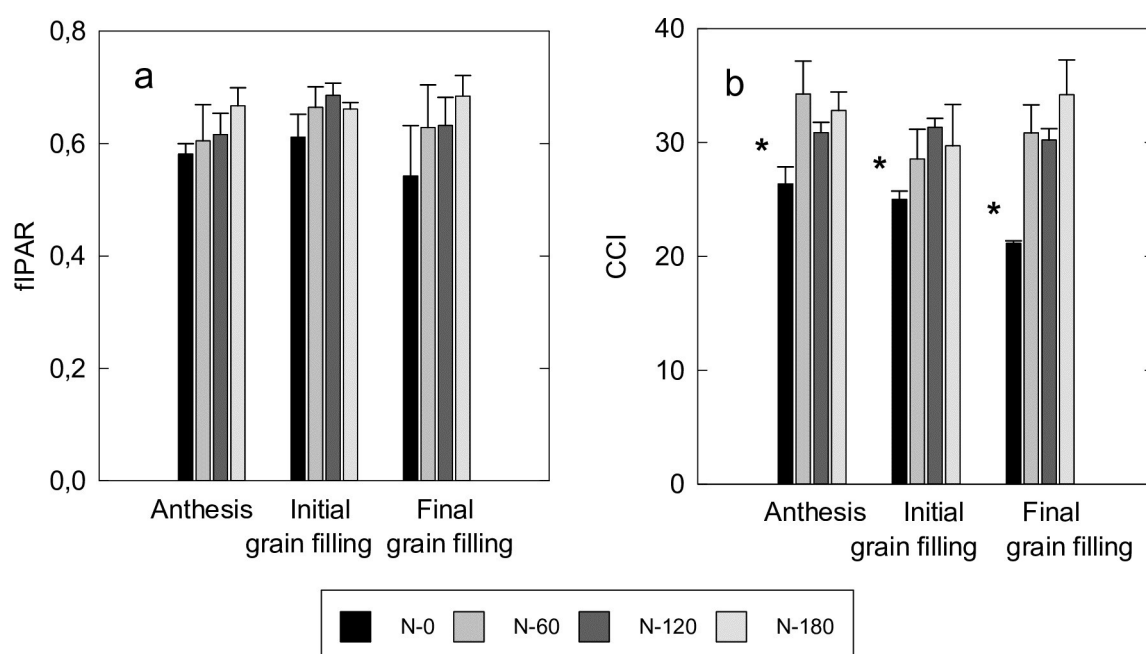 a
fIPAR
0,8
0,6
0,4
0,2
0,0
Anthesis
Initial
grain filling
Final
grain filling
b
CCI
40
30
20
10
0
*
*
*
Anthesis
Initial
grain filling
Final
grain filling
N-0 N-60 N-120 N-180